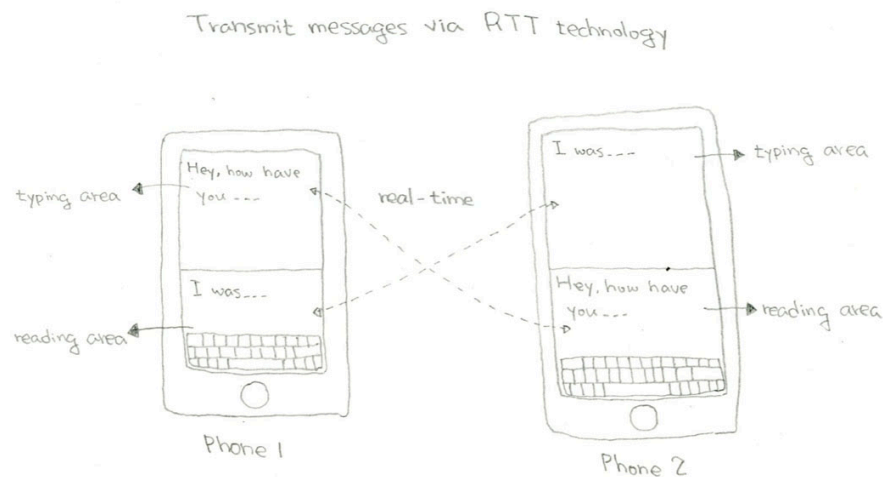 Transmit messages via RTT technology
Hey, how have
you ---
typing area
I was---
reading area
Phone 1
real-time
I was---
typing area
Hey, how have
you---
reading area
Phone 2